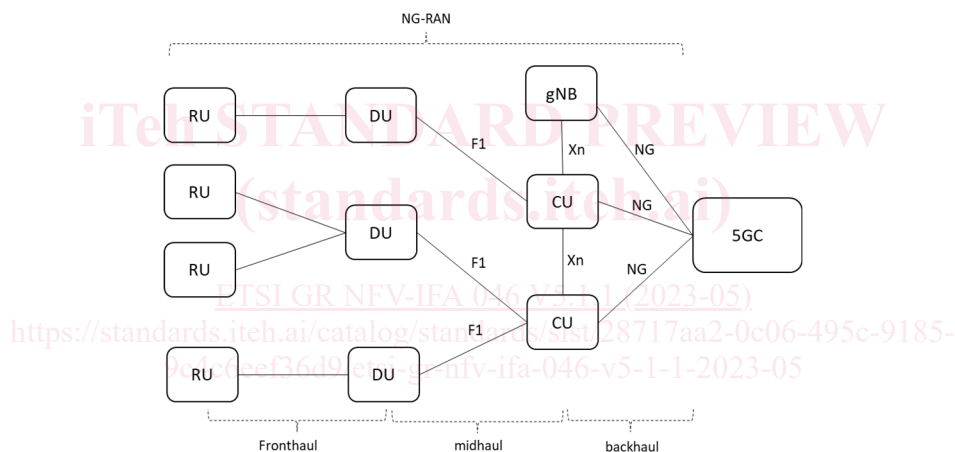 NG-RAN
gNB
RU
DU
iTeh STANDARD PREVIEW
F1
Xn
NG
RU
CU
NG
(standards.iteh.ai)
DU
5GC
RU
F1
Xn
NG
ETSI GR NFV-IFA 046 V5.1.1 (2023-05)
CU
F1
https://standards.iteh.ai/catalog/standards/sist/28717aa2-0c06-495c-9185-
9c4c6eef36d9/etsi-gr-nfv-ifa-046-v5-1-1-2023-05
RU
DU
Fronthaul
midhaul
backhaul